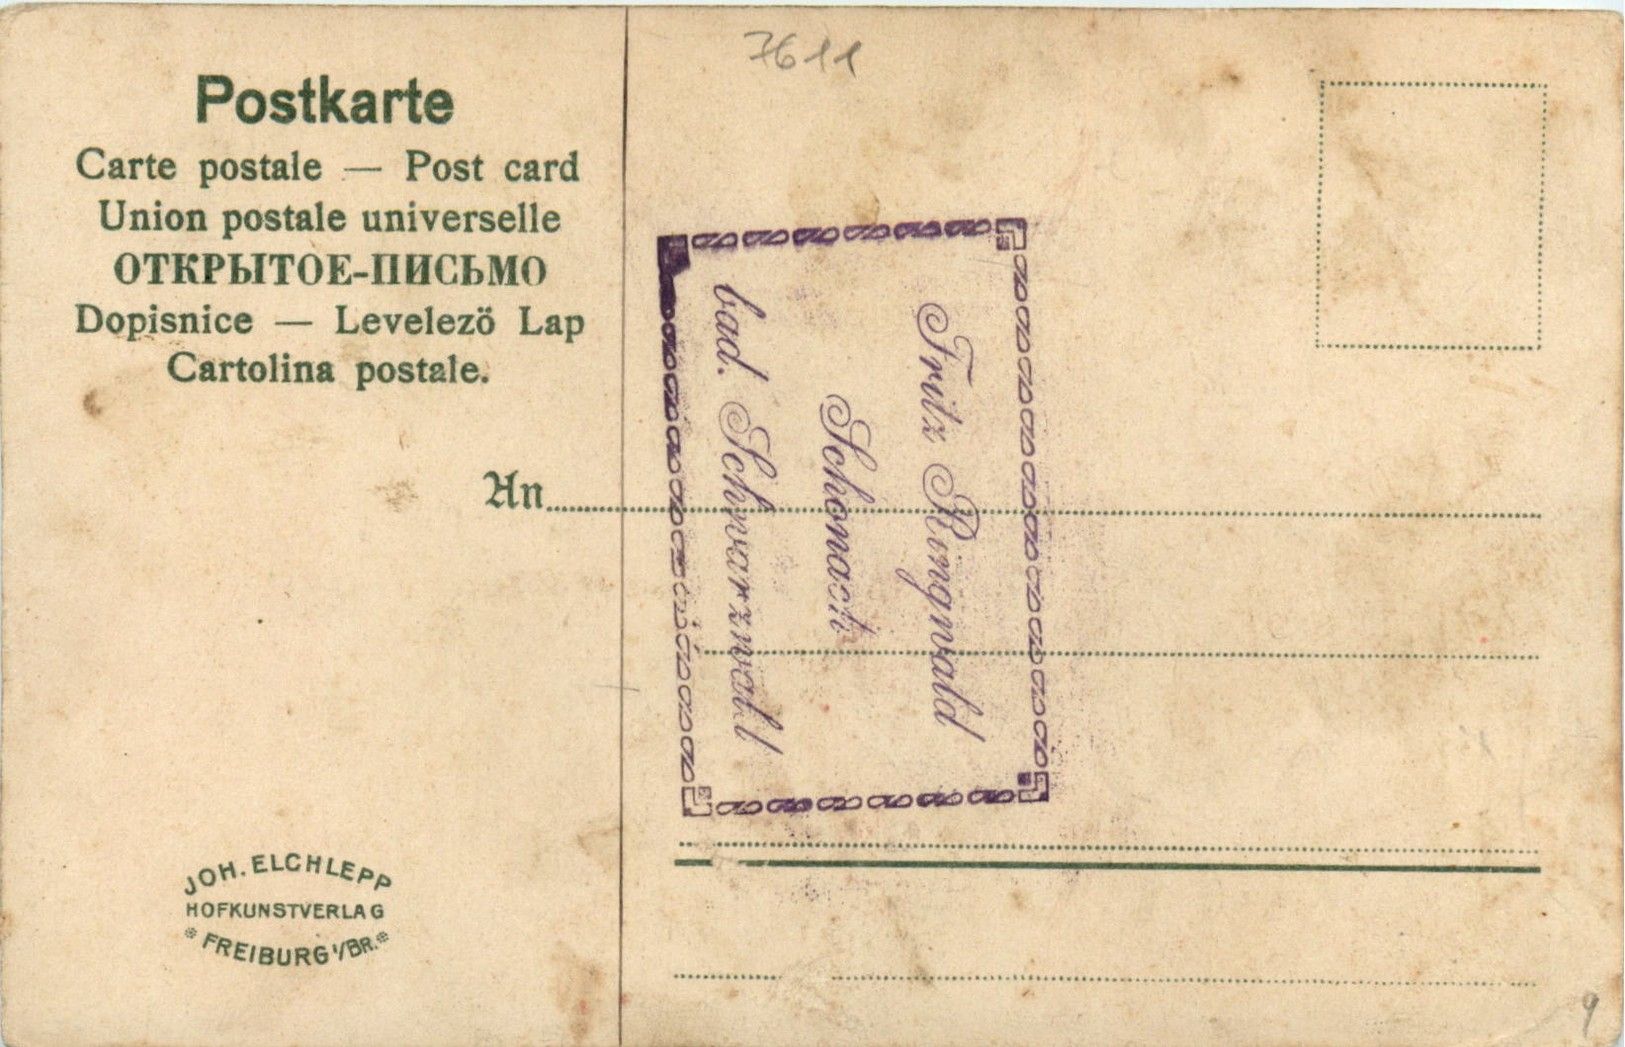 7611
Postkarte
Carte postale — Post card
Union postale universelle
ОТКРЫТОЕ-ПИСЬМО
Dopisnice — Levelezö Lap
Cartolina postale.
An
Fritz Ringwald
Schonach
bad. Schwarzwald
JOH. ELCHLEPP
HOFKUNSTVERLAG
* FREIBURG i/BR. *
9